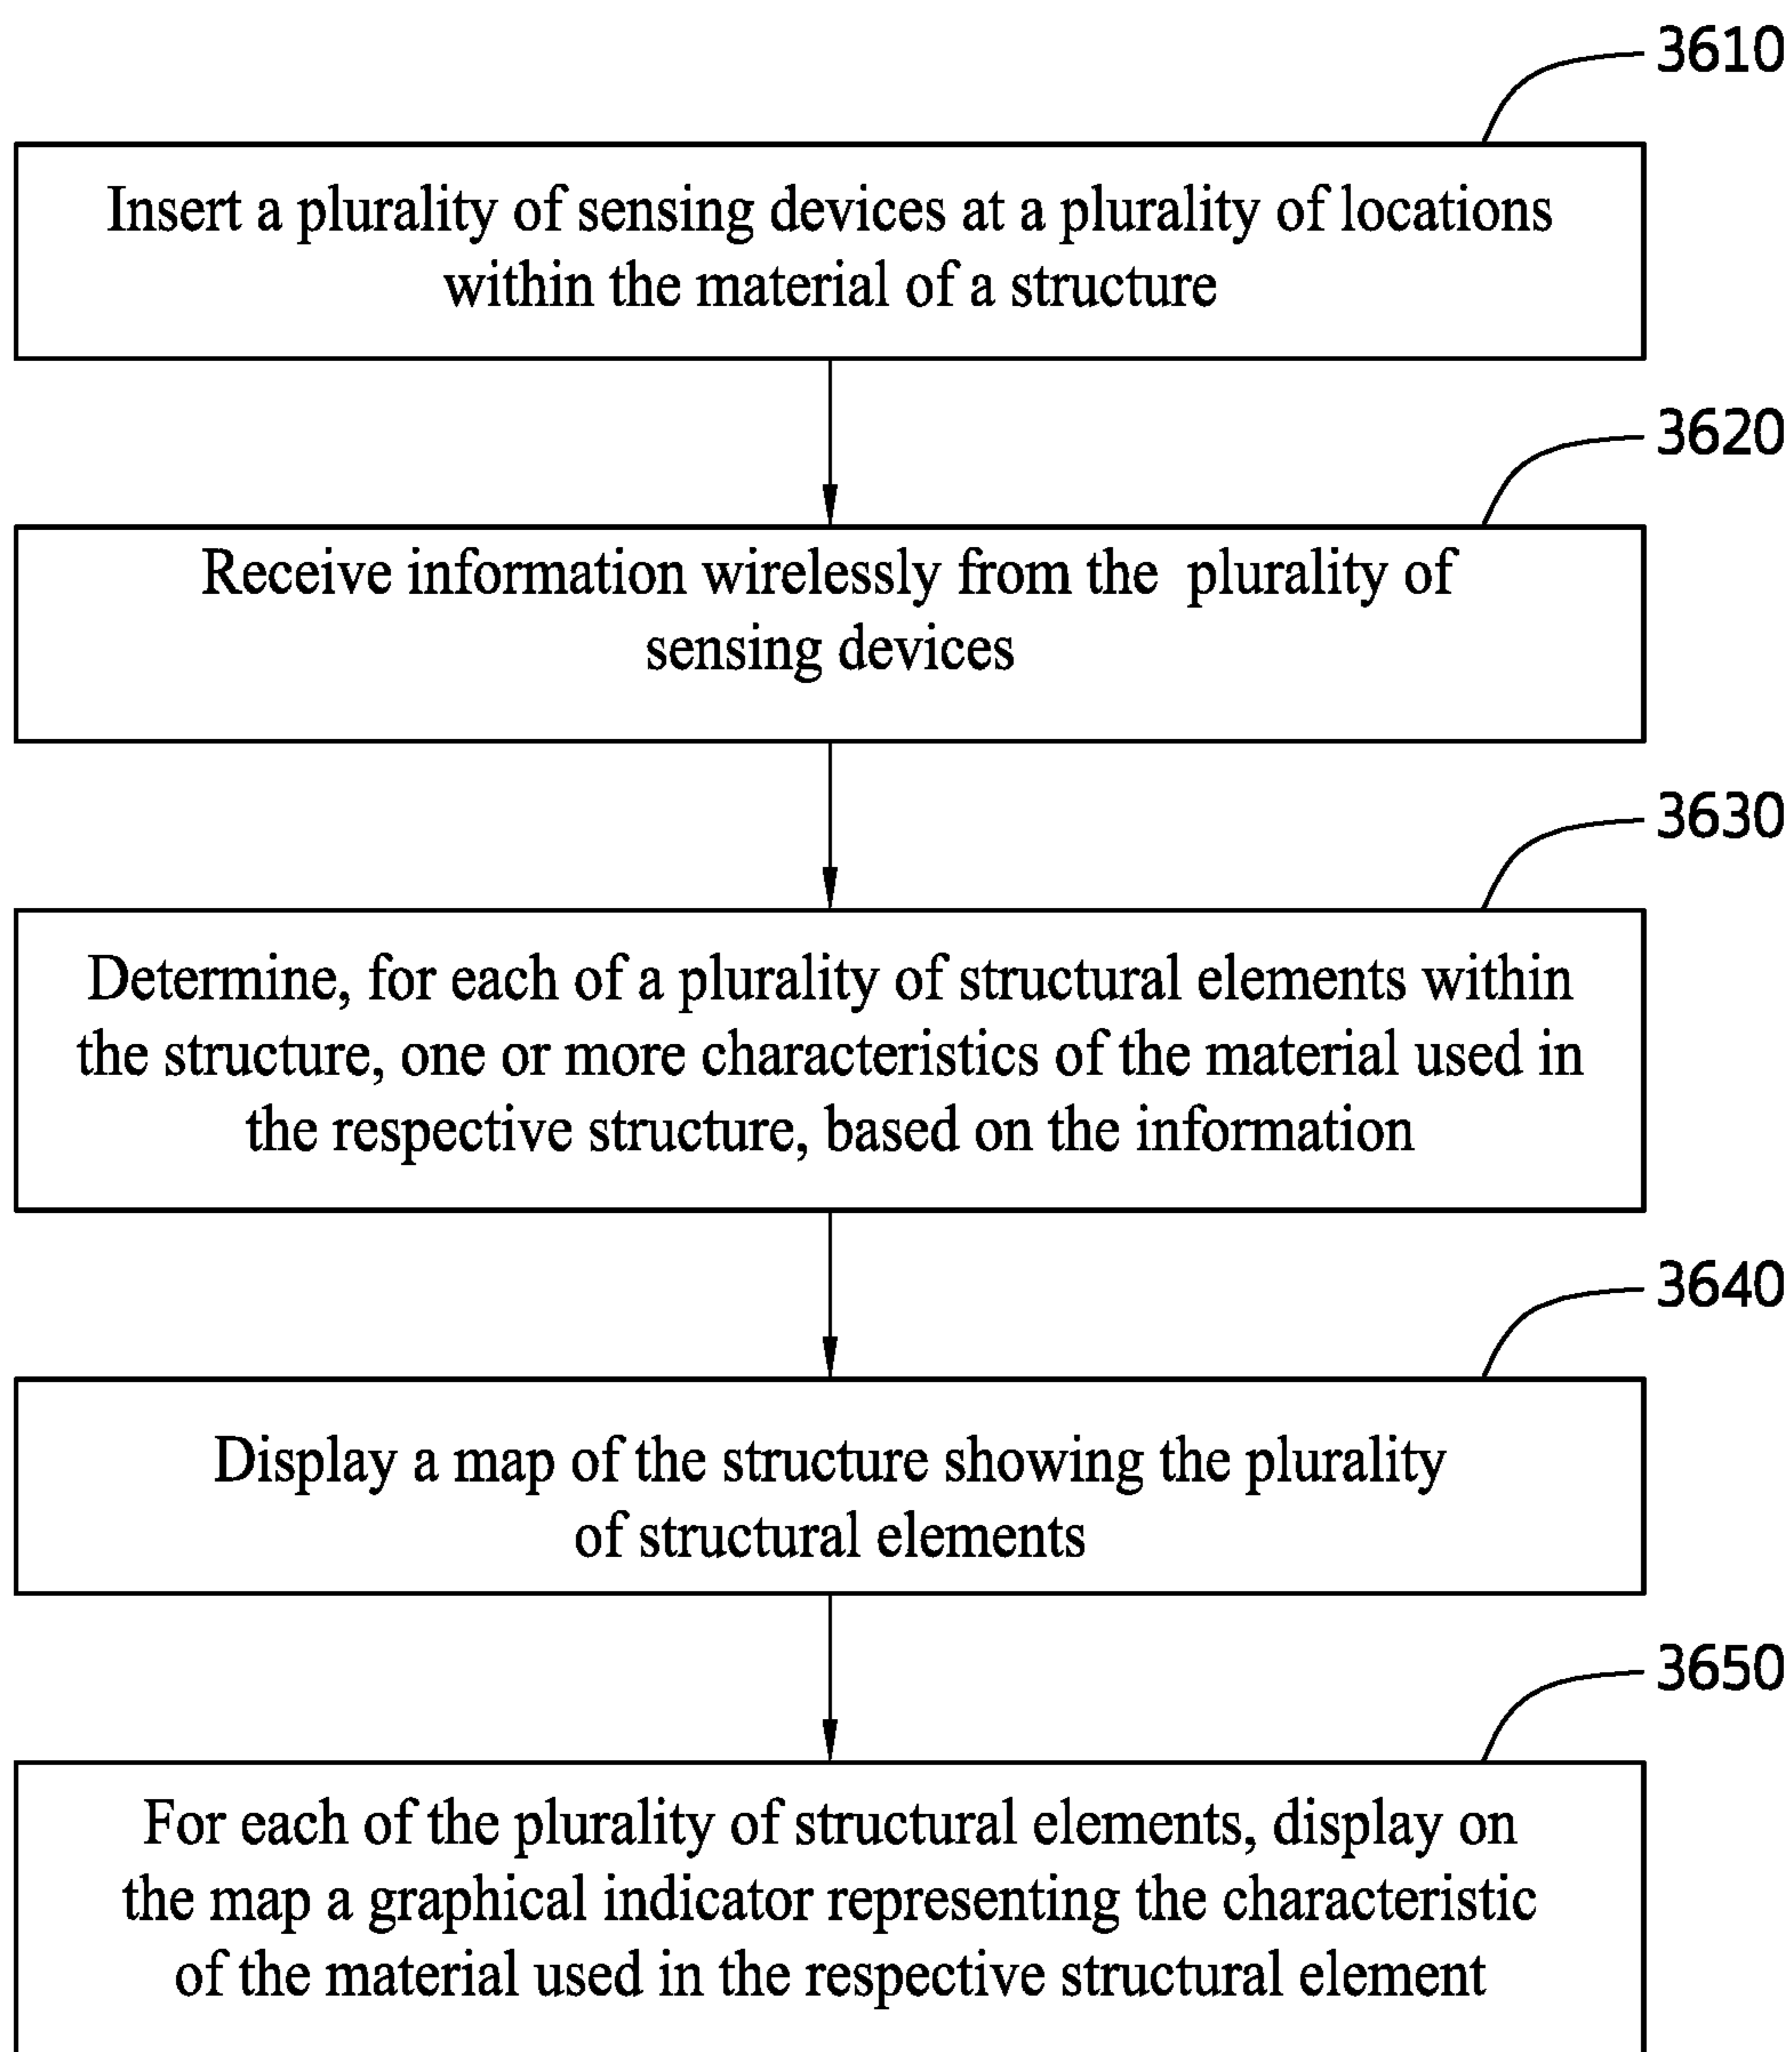 3610
Insert a plurality of sensing devices at a plurality of locations
within the material of a structure
3620
Receive information wirelessly from the plurality of
sensing devices
3630
Determine, for each of a plurality of structural elements within
the structure, one or more characteristics of the material used in
the respective structure, based on the information
3640
Display a map of the structure showing the plurality
of structural elements
3650
For each of the plurality of structural elements, display on
the map a graphical indicator representing the characteristic
of the material used in the respective structural element